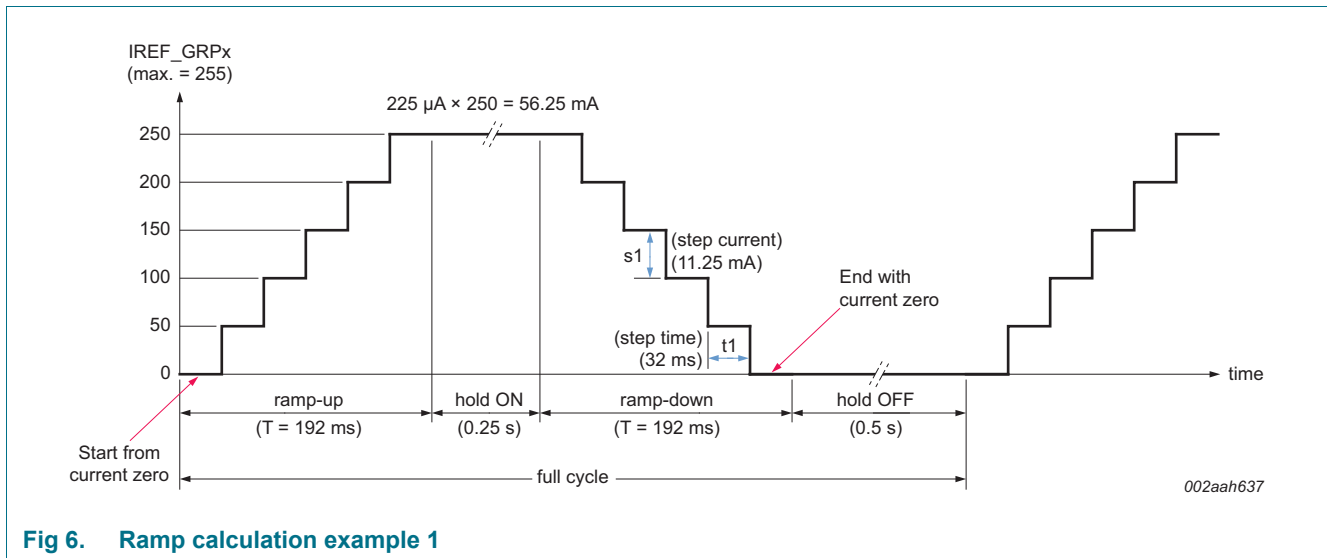 IREF_GRPx
(max. = 255)
225 µA × 250 = 56.25 mA
250
200
150
100
50
0
s1
(step current)
(11.25 mA)
End with
current zero
(step time)
(32 ms)
t1
time
ramp-up
(T = 192 ms)
hold ON
(0.25 s)
ramp-down
(T = 192 ms)
hold OFF
(0.5 s)
Start from
current zero
full cycle
002aah637
Fig 6. Ramp calculation example 1